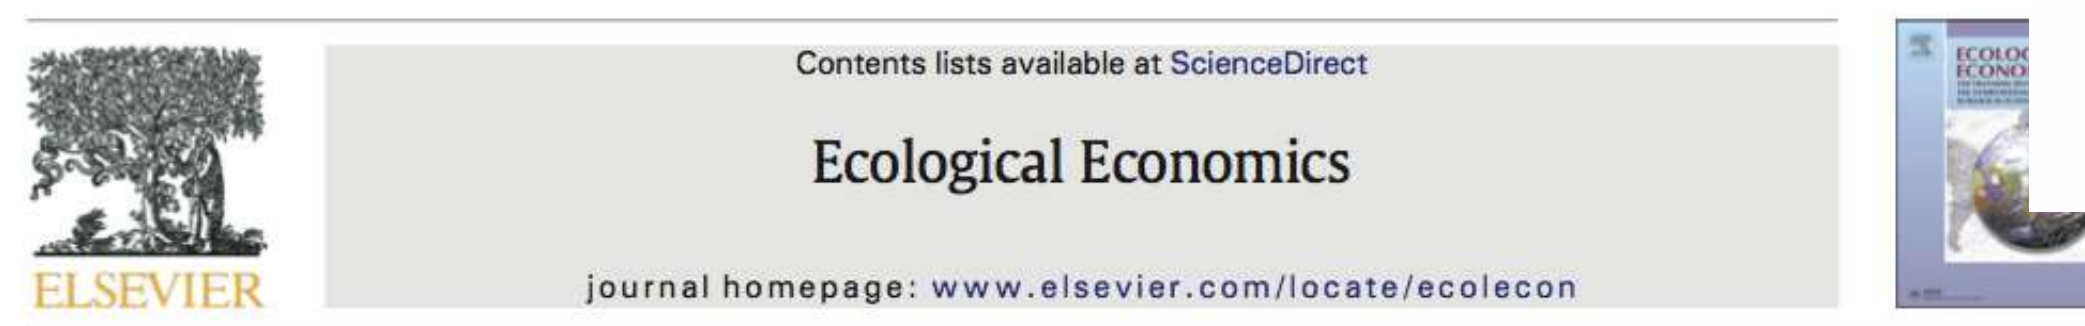 Contents lists available at ScienceDirect
Ecological Economics
journal homepage: www.elsevier.com/locate/ecolecon
ELSEVIER